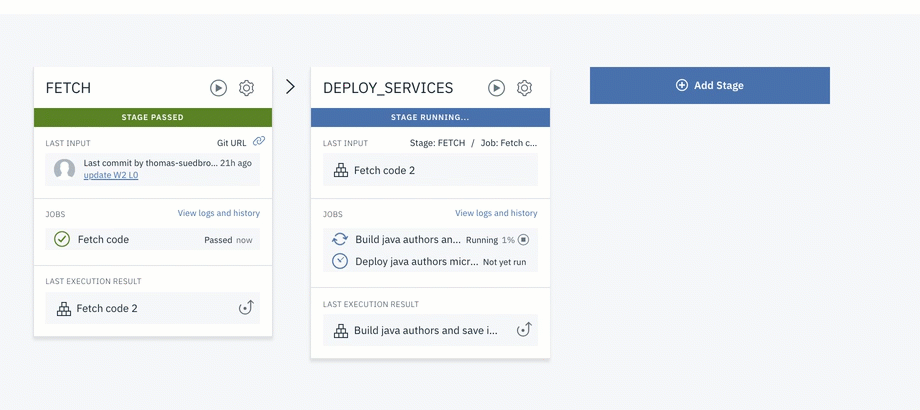 FETCH
STAGE PASSED
LAST INPUT Git URL
Last commit by thomas-suedbro... 21h ago
update W2 L0
JOBS View logs and history
Fetch code Passed now
LAST EXECUTION RESULT
Fetch code 2
DEPLOY_SERVICES
STAGE RUNNING...
LAST INPUT Stage: FETCH / Job: Fetch c...
Fetch code 2
JOBS View logs and history
Build java authors an... Running 1%
Deploy java authors micr... Not yet run
LAST EXECUTION RESULT
Build java authors and save i...
Add Stage